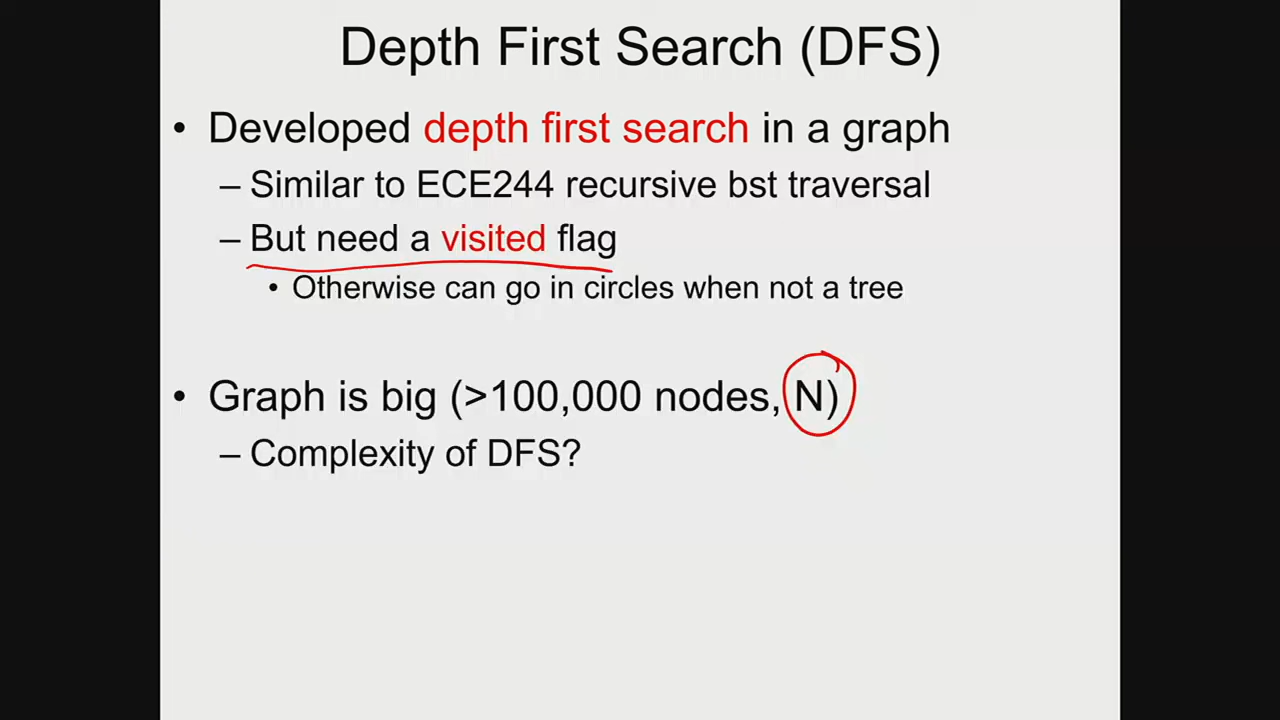 Depth First Search (DFS)
• Developed depth first search in a graph
– Similar to ECE244 recursive bst traversal
– But need a visited flag
• Otherwise can go in circles when not a tree
• Graph is big (>100,000 nodes, N)
– Complexity of DFS?